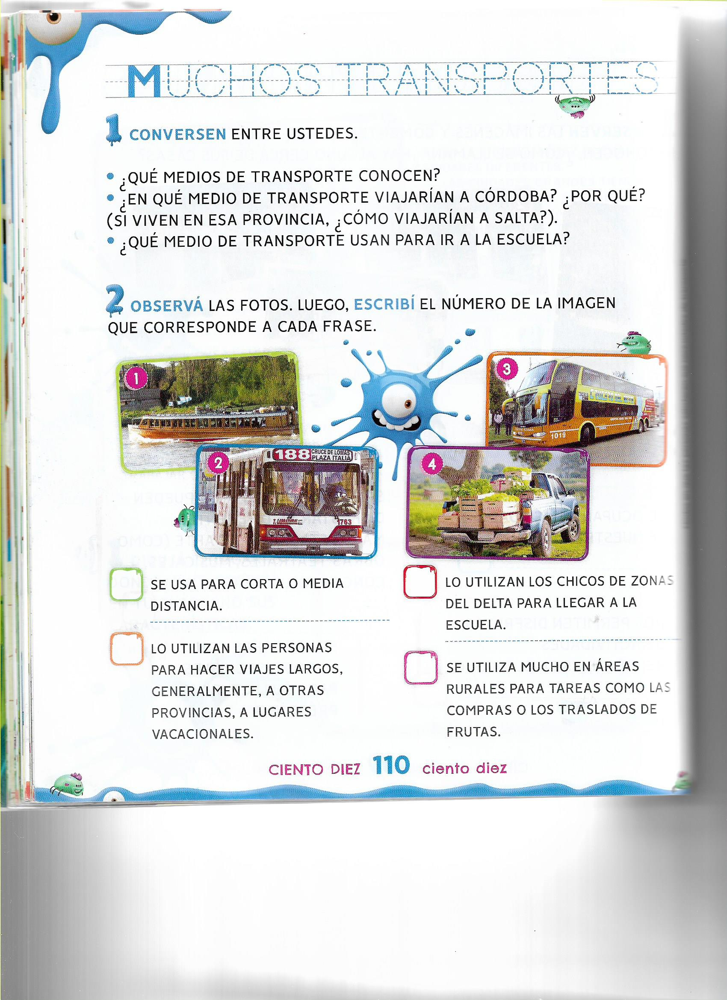 MUCHOS TRANSPORTES
1 CONVERSEN ENTRE USTEDES.
• ¿QUÉ MEDIOS DE TRANSPORTE CONOCEN?
• ¿EN QUÉ MEDIO DE TRANSPORTE VIAJARÍAN A CÓRDOBA? ¿POR QUÉ?
(SI VIVEN EN ESA PROVINCIA, ¿CÓMO VIAJARÍAN A SALTA?).
• ¿QUÉ MEDIO DE TRANSPORTE USAN PARA IR A LA ESCUELA?
2 OBSERVÁ LAS FOTOS. LUEGO, ESCRIBÍ EL NÚMERO DE LA IMAGEN
QUE CORRESPONDE A CADA FRASE.
1
3
1019
2
188 CRUCE DE LOMAS
PLAZA ITALIA
1763
4
SE USA PARA CORTA O MEDIA
DISTANCIA.
LO UTILIZAN LAS PERSONAS
PARA HACER VIAJES LARGOS,
GENERALMENTE, A OTRAS
PROVINCIAS, A LUGARES
VACACIONALES.
LO UTILIZAN LOS CHICOS DE ZONAS
DEL DELTA PARA LLEGAR A LA
ESCUELA.
SE UTILIZA MUCHO EN ÁREAS
RURALES PARA TAREAS COMO LAS
COMPRAS O LOS TRASLADOS DE
FRUTAS.
CIENTO DIEZ 110 ciento diez